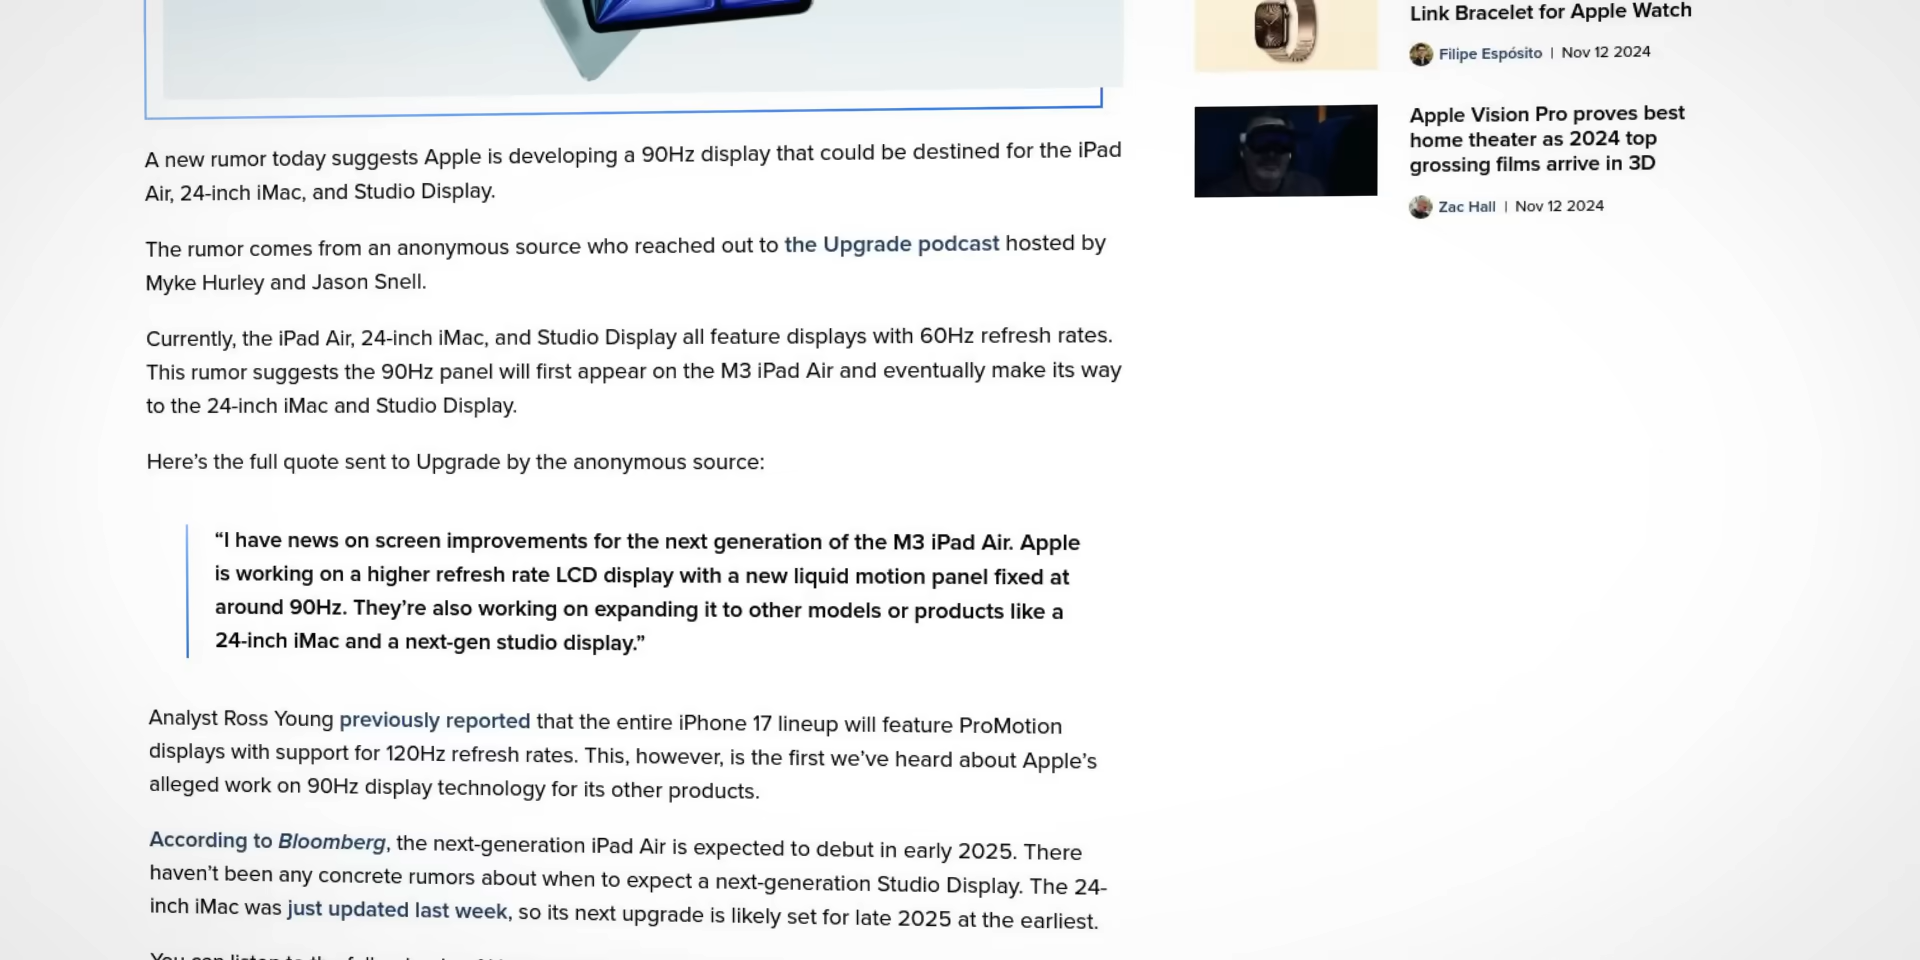 A new rumor today suggests Apple is developing a 90Hz display that could be destined for the iPad
Air, 24-inch iMac, and Studio Display.
The rumor comes from an anonymous source who reached out to the Upgrade podcast hosted by
Myke Hurley and Jason Snell.
Currently, the iPad Air, 24-inch iMac, and Studio Display all feature displays with 60Hz refresh rates.
This rumor suggests the 90Hz panel will first appear on the M3 iPad Air and eventually make its way
to the 24-inch iMac and Studio Display.
Here’s the full quote sent to Upgrade by the anonymous source:
“I have news on screen improvements for the next generation of the M3 iPad Air. Apple
is working on a higher refresh rate LCD display with a new liquid motion panel fixed at
around 90Hz. They’re also working on expanding it to other models or products like a
24-inch iMac and a next-gen studio display.”
Analyst Ross Young previously reported that the entire iPhone 17 lineup will feature ProMotion
displays with support for 120Hz refresh rates. This, however, is the first we’ve heard about Apple’s
alleged work on 90Hz display technology for its other products.
According to Bloomberg, the next-generation iPad Air is expected to debut in early 2025. There
haven’t been any concrete rumors about when to expect a next-generation Studio Display. The 24-
inch iMac was just updated last week, so its next upgrade is likely set for late 2025 at the earliest.
You can listen to the full
Link Bracelet for Apple Watch
Filipe Espósito | Nov 12 2024
Apple Vision Pro proves best
home theater as 2024 top
grossing films arrive in 3D
Zac Hall | Nov 12 2024